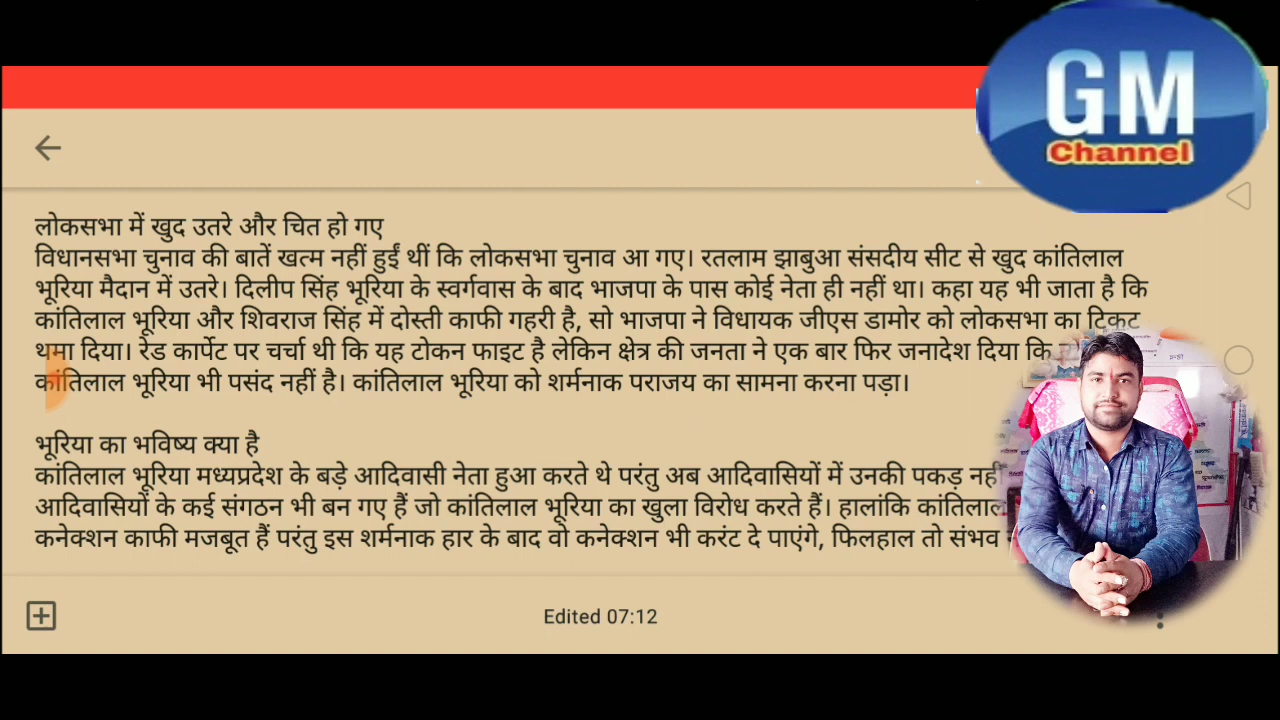 GM
Channel
लोकसभा में खुद उतरे और चित हो गए
विधानसभा चुनाव की बातें खत्म नहीं हुईं थीं कि लोकसभा चुनाव आ गए। रतलाम झाबुआ संसदीय सीट से खुद कांतिलाल
भूरिया मैदान में उतरे। दिलीप सिंह भूरिया के स्वर्गवास के बाद भाजपा के पास कोई नेता ही नहीं था। कहा यह भी जाता है कि
कांतिलाल भूरिया और शिवराज सिंह में दोस्ती काफी गहरी है, सो भाजपा ने विधायक जीएस डामोर को लोकसभा का टिकट
थमा दिया। रेड कार्पेट पर चर्चा थी कि यह टोकन फाइट है लेकिन क्षेत्र की जनता ने एक बार फिर जनादेश दिया कि
कांतिलाल भूरिया भी पसंद नहीं है। कांतिलाल भूरिया को शर्मनाक पराजय का सामना करना पड़ा।
भूरिया का भविष्य क्या है
कांतिलाल भूरिया मध्यप्रदेश के बड़े आदिवासी नेता हुआ करते थे परंतु अब आदिवासियों में उनकी पकड़
आदिवासियों के कई संगठन भी बन गए हैं जो कांतिलाल भूरिया का खुला विरोध करते हैं। हालांकि कांतिलाल
कनेक्शन काफी मजबूत हैं परंतु इस शर्मनाक हार के बाद वो कनेक्शन भी करंट दे पाएंगे, फिलहाल तो संभव
Edited 07:12